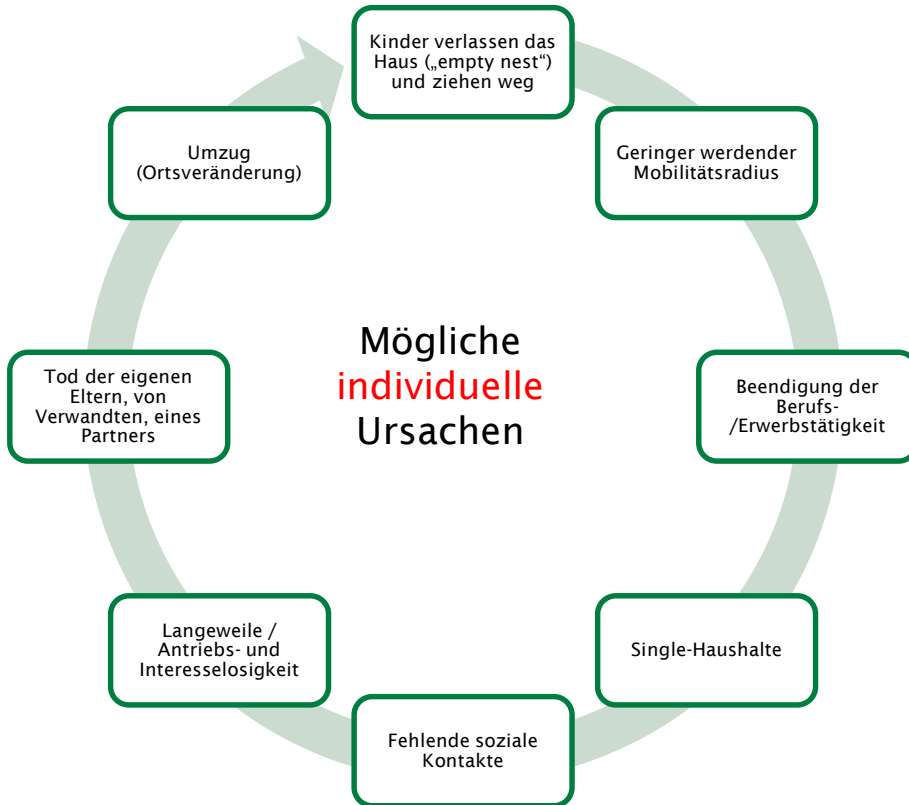 Kinder verlassen das
Haus („empty nest“)
und ziehen weg
Geringer werdender
Mobilitätsradius
Beendigung der
Berufs-
/Erwerbstätigkeit
Single-Haushalte
Fehlende soziale
Kontakte
Langeweile /
Antriebs- und
Interesselosigkeit
Tod der eigenen
Eltern, von
Verwandten, eines
Partners
Umzug
(Ortsveränderung)
Mögliche
individuelle
Ursachen